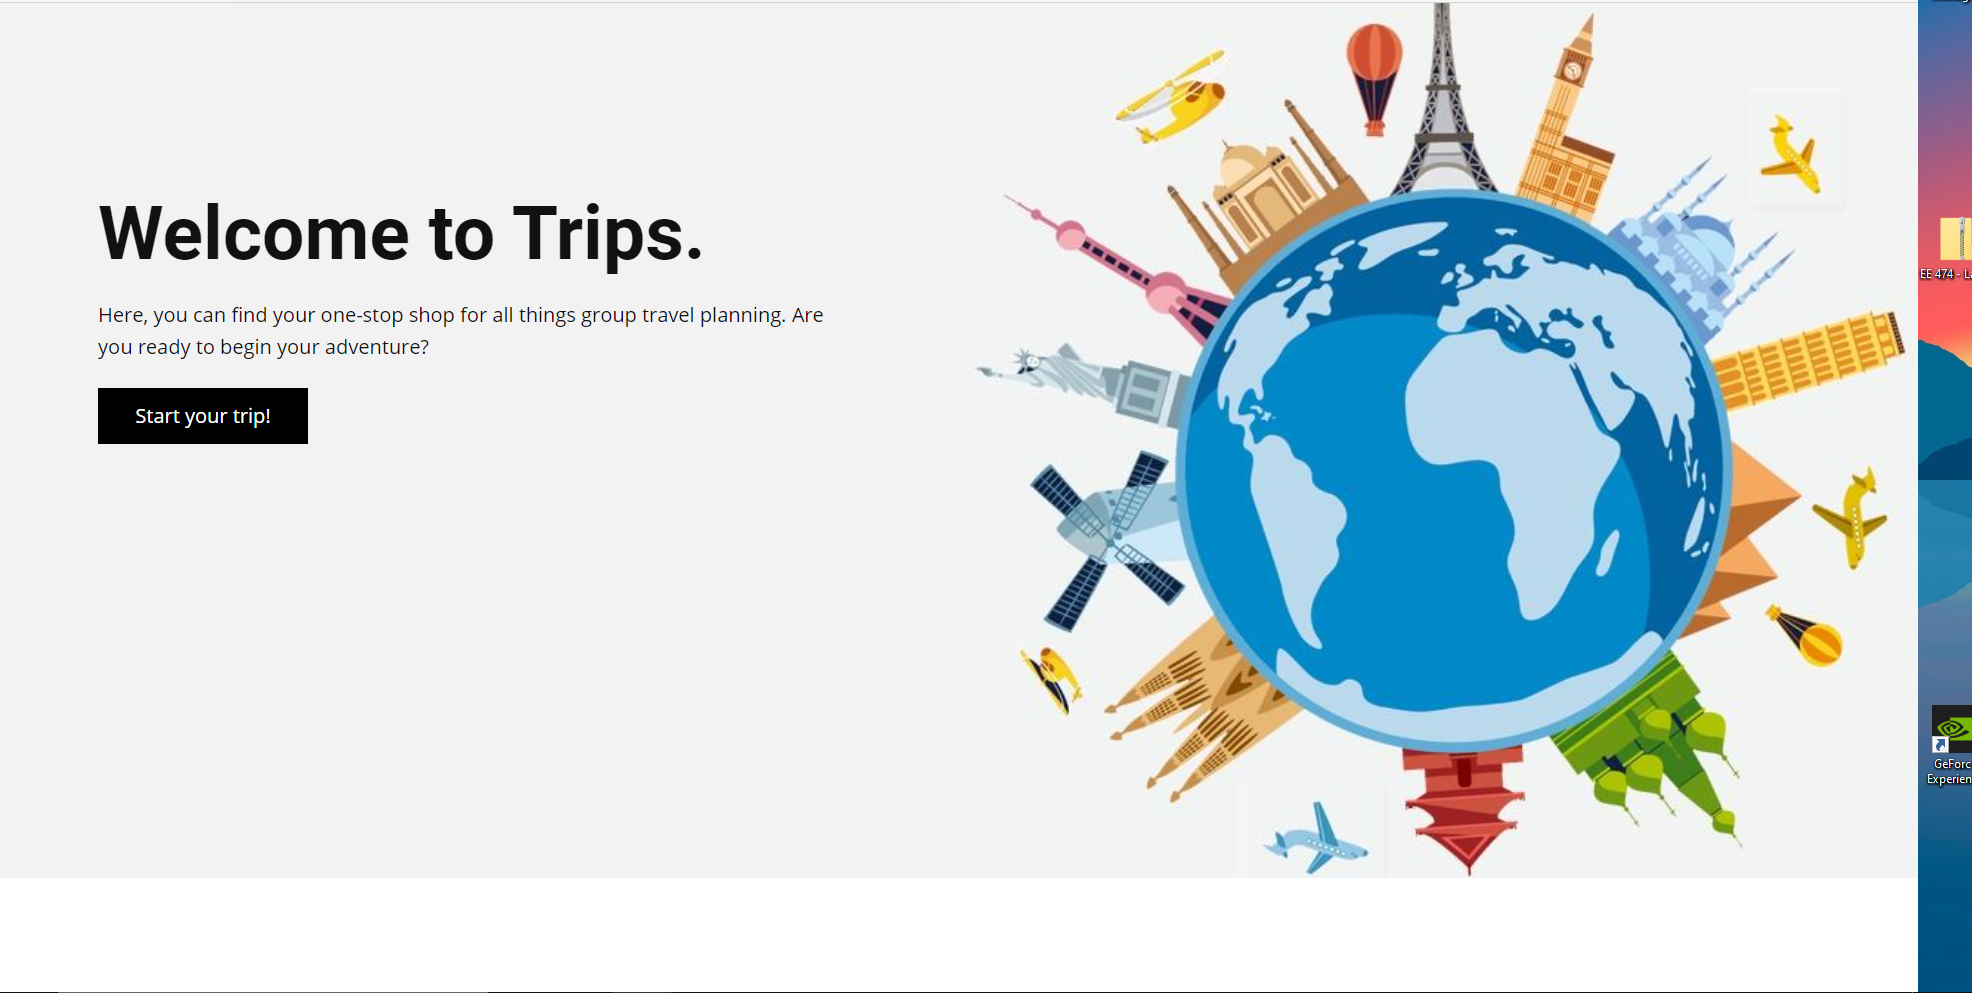 Welcome to Trips.
Here, you can find your one-stop shop for all things group travel planning. Are
you ready to begin your adventure?
Start your trip!
EE 474 - La
GeForc
Experien